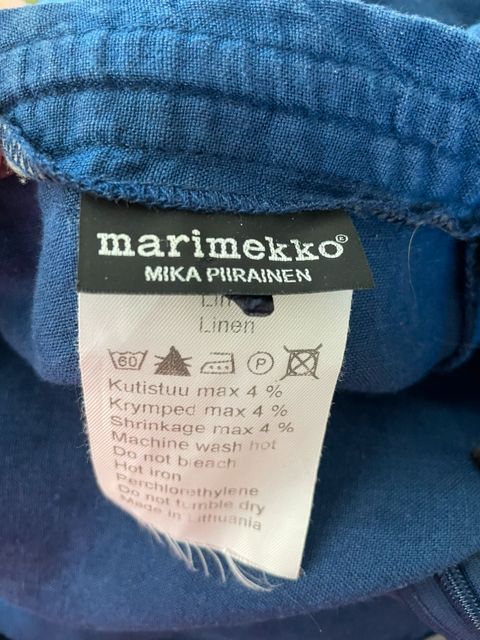 marimekko®
MIKA PIIRAINEN
Linen
60 P
Kutistuu max 4 %
Krymped max 4 %
Shrinkage max 4 %
Machine wash hot
Do not bleach
Hot iron
Perchlorethylene
Do not tumble dry
Made in Lithuania